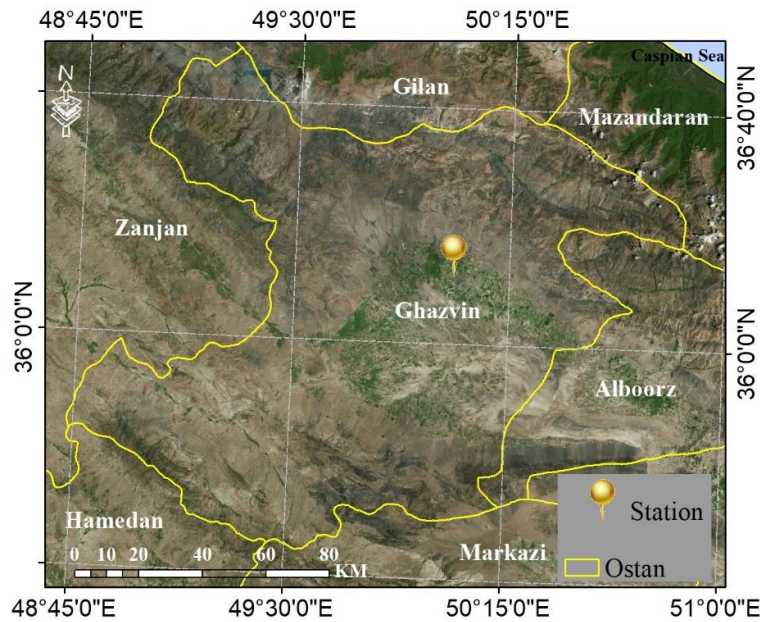 48°45'0"E 49°30'0"E 50°15'0"E
Caspian Sea
N
Gilan
Mazandaran
36°40'0"N
Zanjan
Ghazvin
36°0'0"N
36°0'0"N
Alboorz
Hamedan
Markazi
Station
Ostan
0 10 20 40 60 80
KM
48°45'0"E 49°30'0"E 50°15'0"E 51°0'0"E